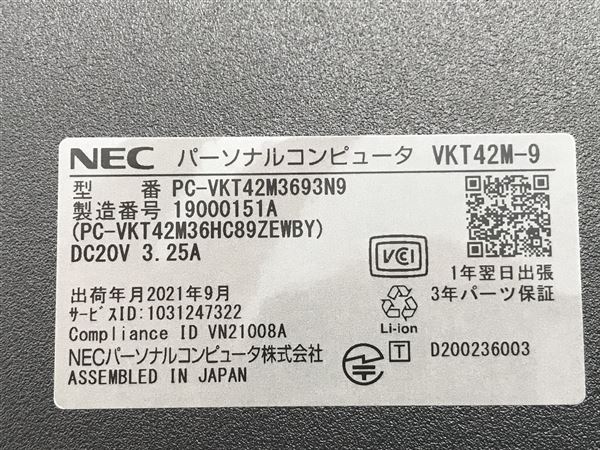 NEC パーソナルコンピュータ VKT42M-9
型 番 PC-VKT42M3693N9
製造番号 19000151A
(PC-VKT42M36HC89ZEWBY)
DC20V 3.25A
VCCI
1年翌日出張
3年パーツ保証
出荷年月2021年9月
サービスID:1031247322
Compliance ID VN21008A
Li-ion
NECパーソナルコンピュータ株式会社
ASSEMBLED IN JAPAN
T D200236003